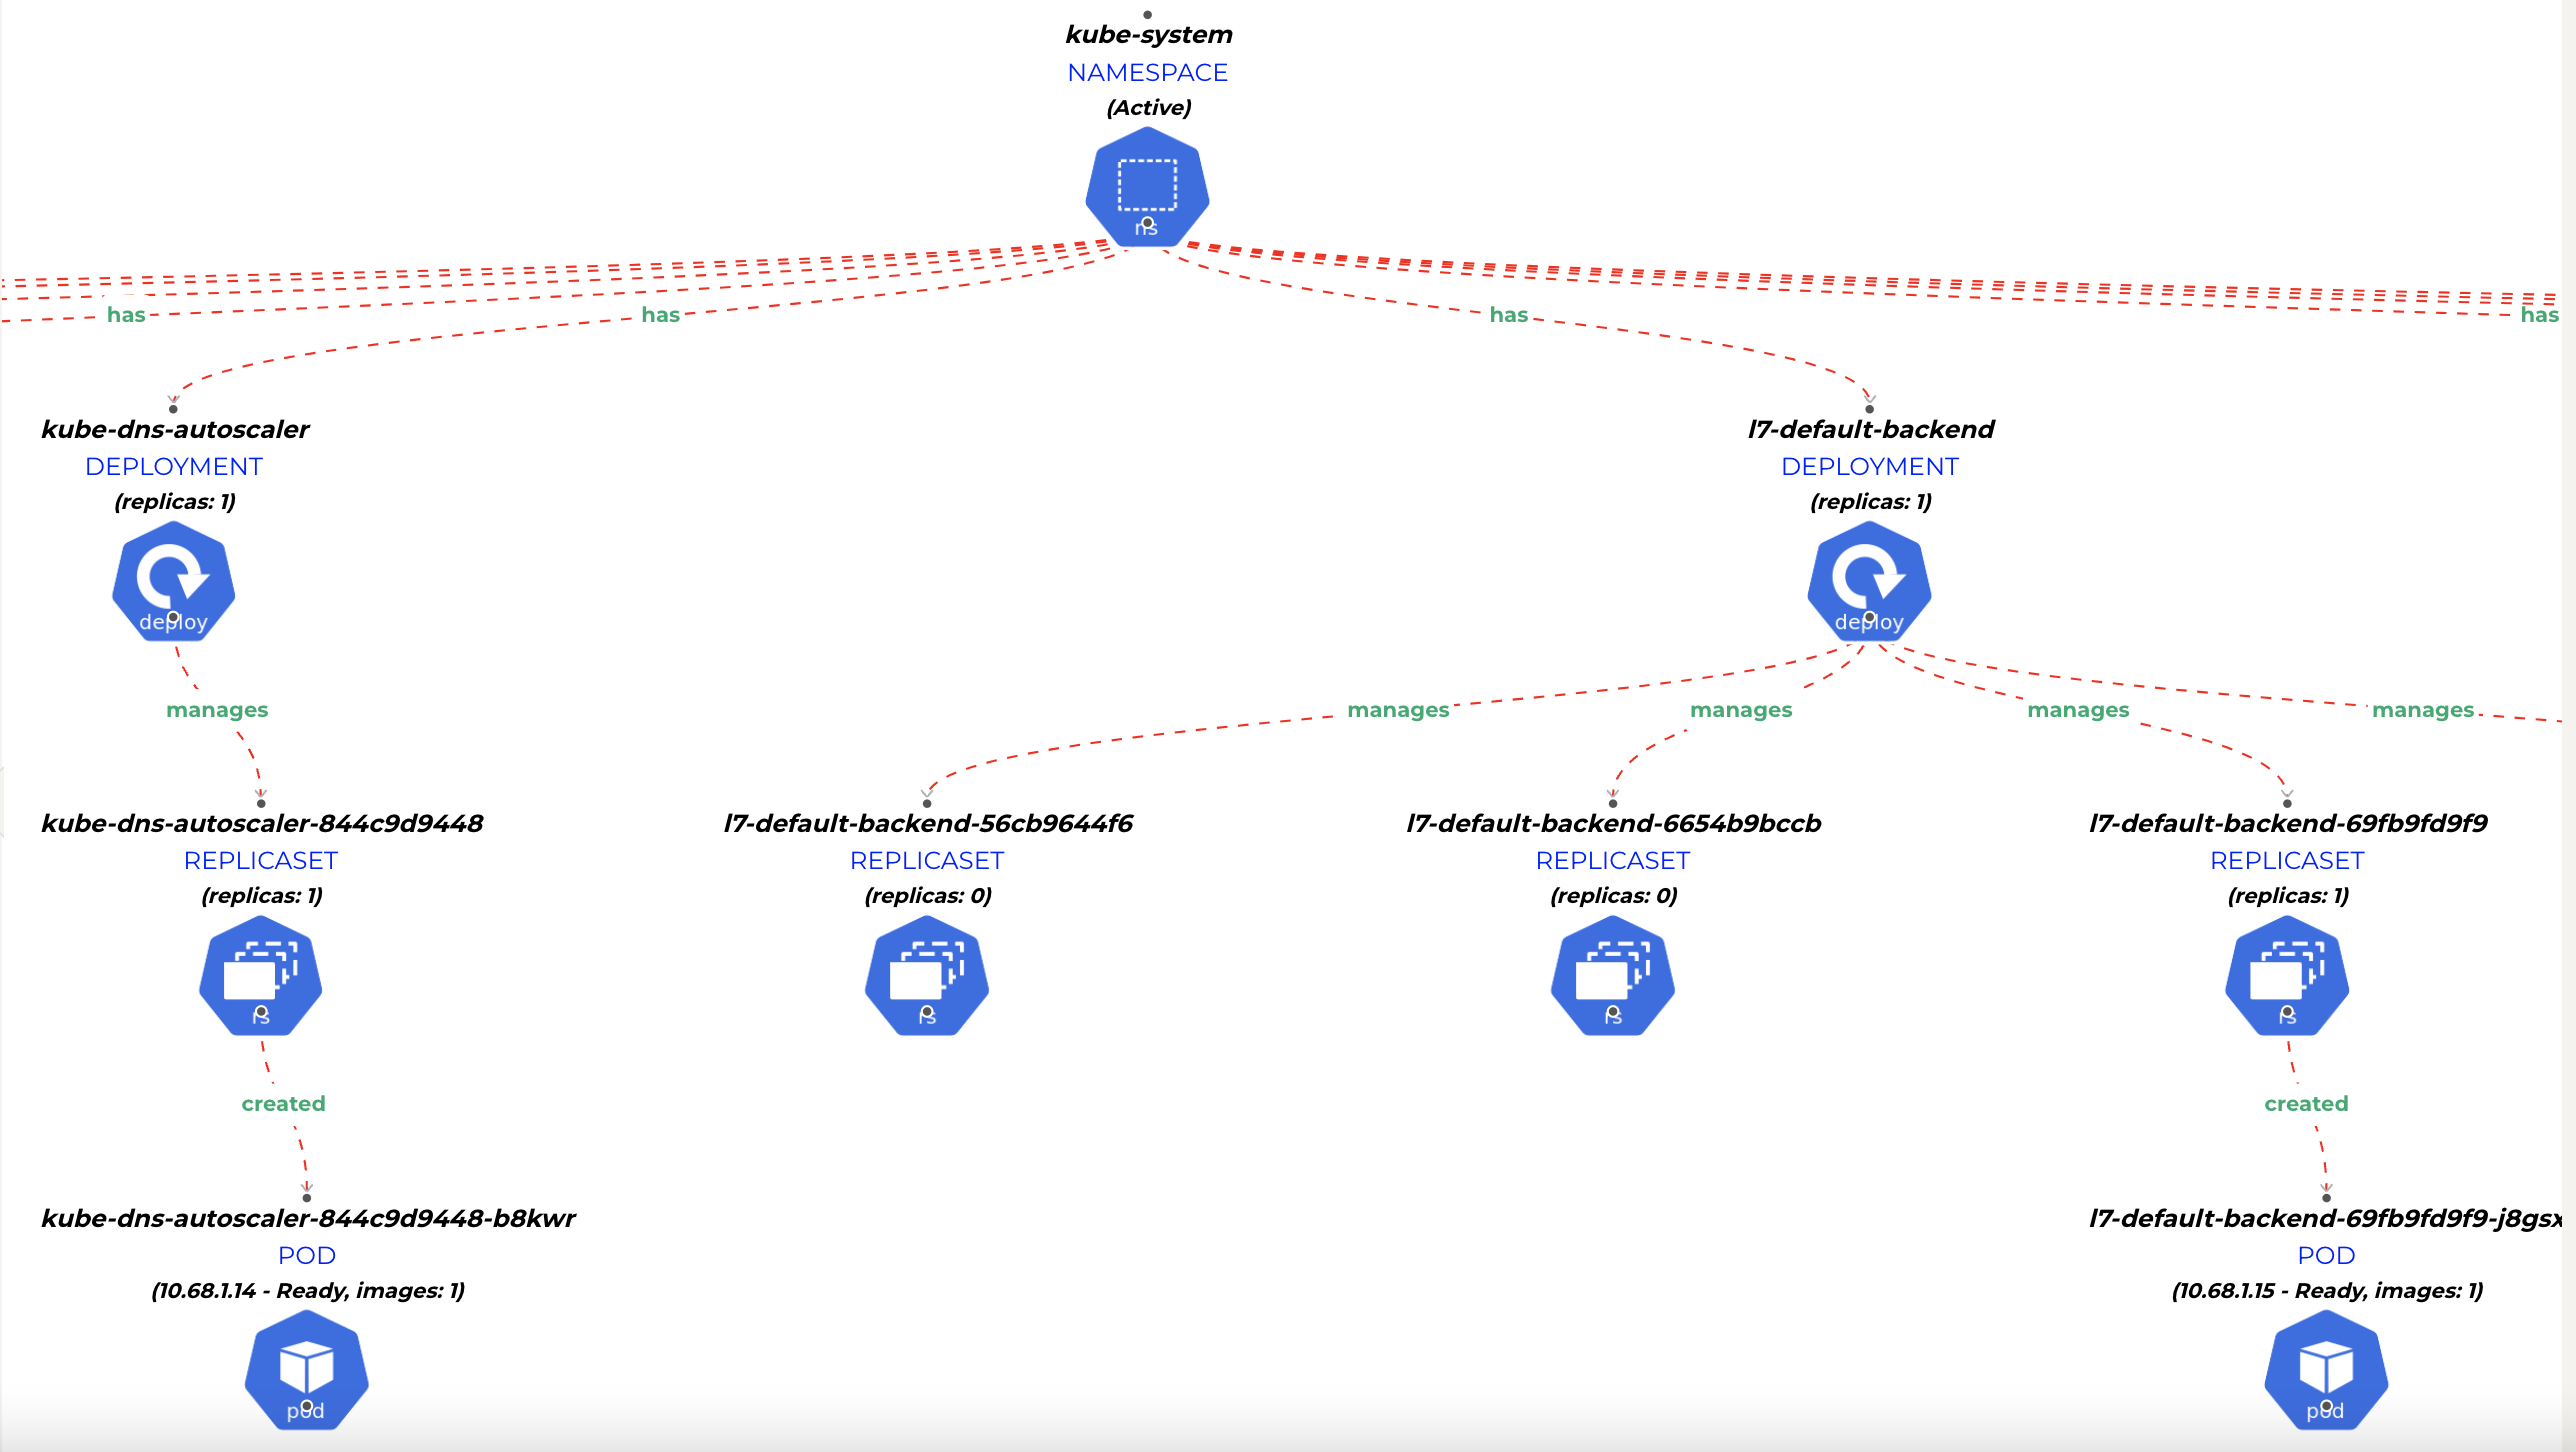 kube-system
NAMESPACE
(Active)
ns
has
has
has
has
kube-dns-autoscaler
DEPLOYMENT
(replicas: 1)
deploy
l7-default-backend
DEPLOYMENT
(replicas: 1)
deploy
manages
manages
manages
manages
manages
kube-dns-autoscaler-844c9d9448
REPLICASET
(replicas: 1)
rs
l7-default-backend-56cb9644f6
REPLICASET
(replicas: 0)
rs
l7-default-backend-6654b9bccb
REPLICASET
(replicas: 0)
rs
l7-default-backend-69fb9fd9f9
REPLICASET
(replicas: 1)
rs
created
created
kube-dns-autoscaler-844c9d9448-b8kwr
POD
(10.68.1.14 - Ready, images: 1)
pod
l7-default-backend-69fb9fd9f9-j8gsx
POD
(10.68.1.15 - Ready, images: 1)
pod